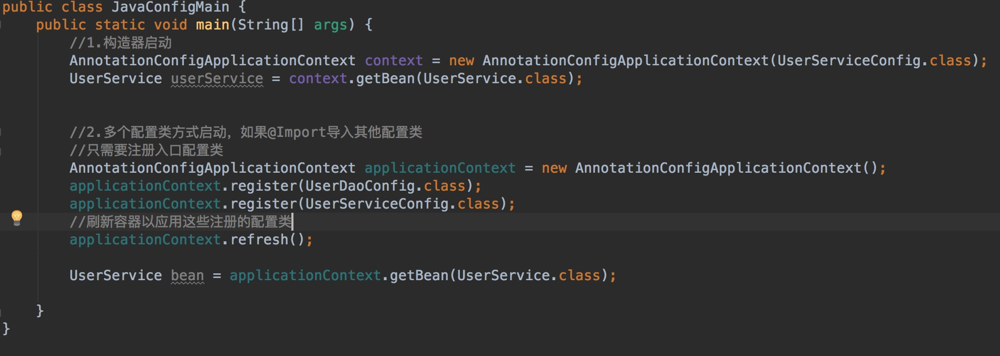 public class JavaConfigMain {
public static void main(String[] args) {
//1.构造器启动
AnnotationConfigApplicationContext context = new AnnotationConfigApplicationContext(UserServiceConfig.class);
UserService userService = context.getBean(UserService.class);
//2.多个配置类方式启动，如果@Import导入其他配置类
//只需要注册入口配置类
AnnotationConfigApplicationContext applicationContext = new AnnotationConfigApplicationContext();
applicationContext.register(UserDaoConfig.class);
applicationContext.register(UserServiceConfig.class);
//刷新容器以应用这些注册的配置类
applicationContext.refresh();
UserService bean = applicationContext.getBean(UserService.class);
}
}